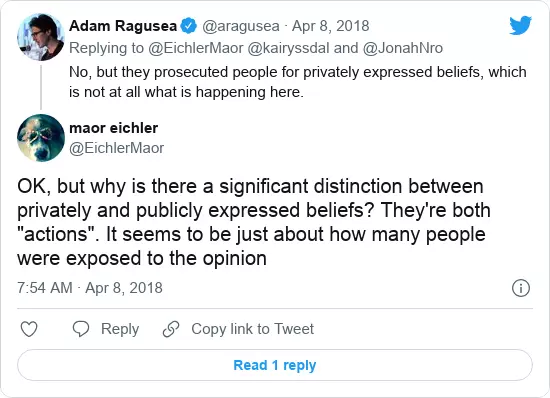 Adam Ragusea @aragusea · Apr 8, 2018
Replying to @EichlerMaor @kairyssdal and @JonahNro
No, but they prosecuted people for privately expressed beliefs, which
is not at all what is happening here.
maor eichler
@EichlerMaor
OK, but why is there a significant distinction between
privately and publicly expressed beliefs? They're both
"actions". It seems to be just about how many people
were exposed to the opinion
7:54 AM · Apr 8, 2018
Reply Copy link to Tweet
Read 1 reply